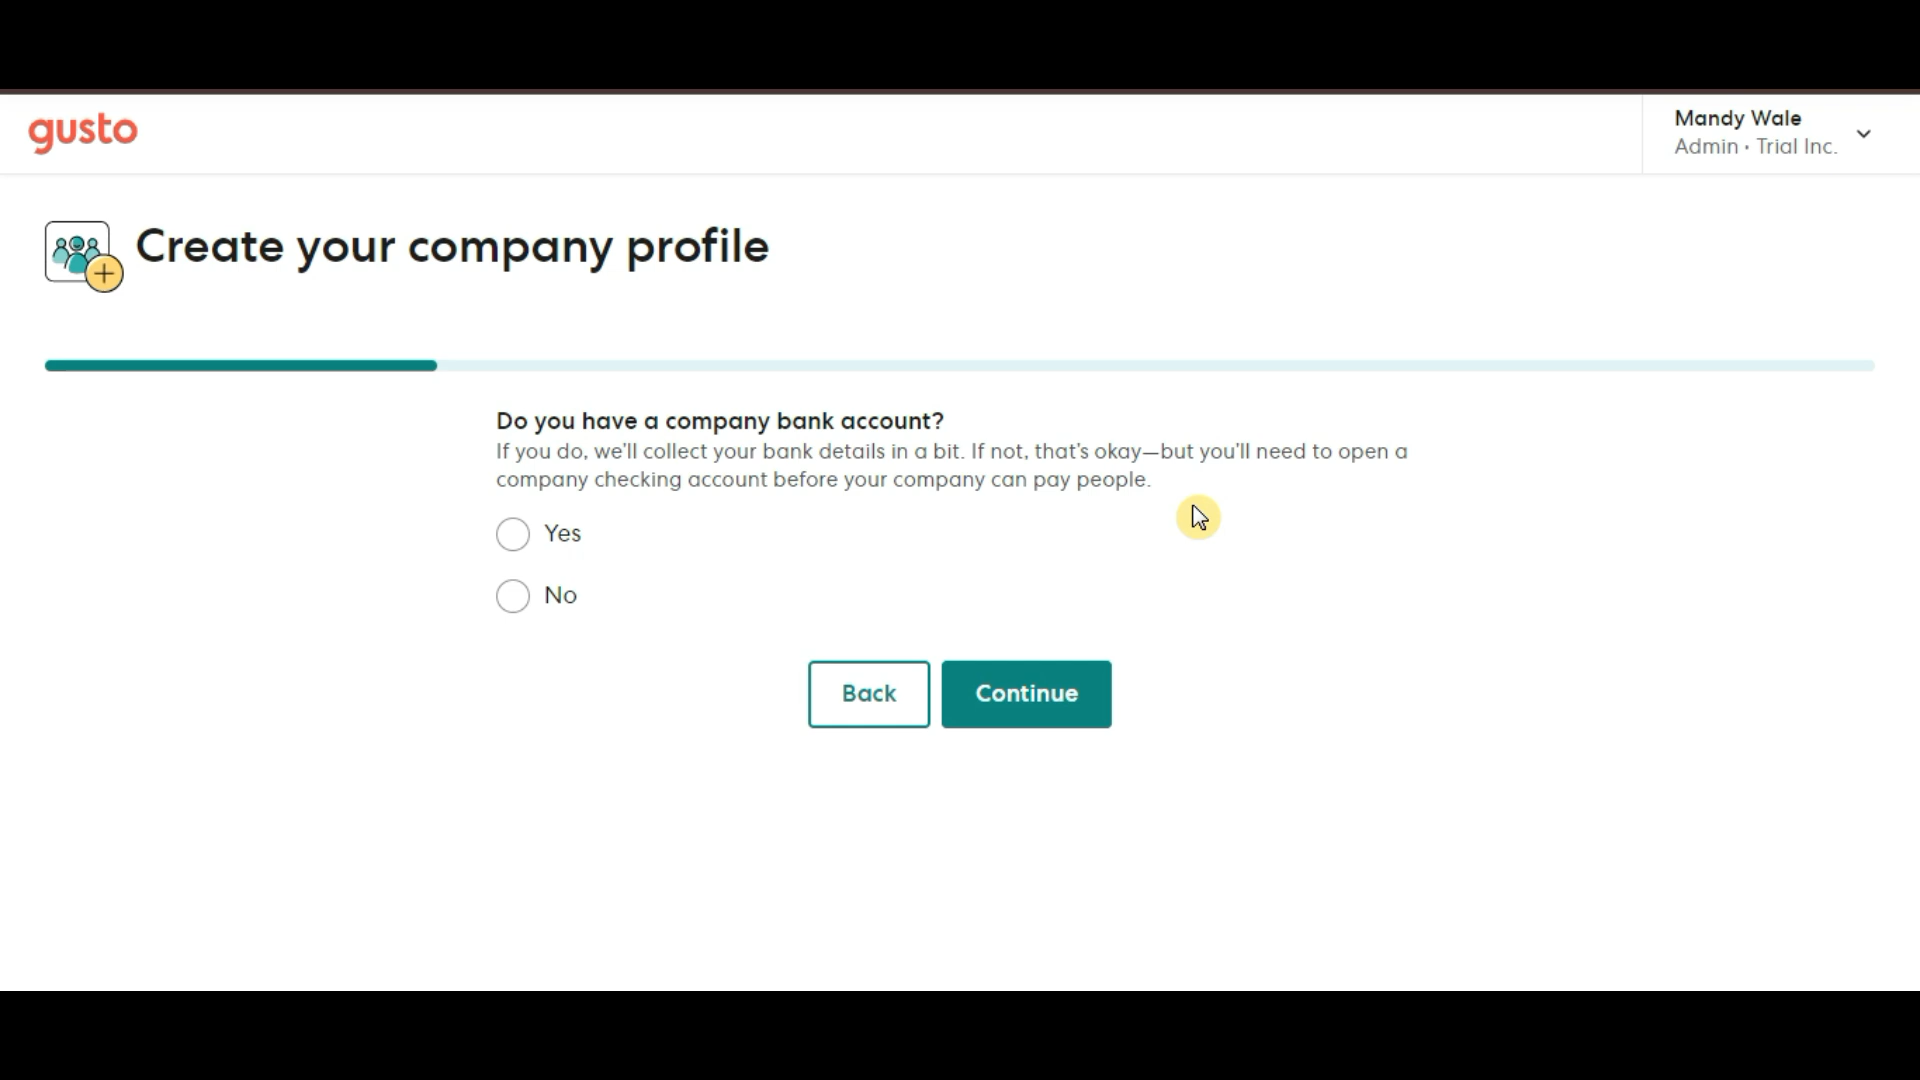 gusto
Mandy Wale
Admin • Trial Inc.
Create your company profile
Do you have a company bank account?
If you do, we'll collect your bank details in a bit. If not, that's okay—but you'll need to open a
company checking account before your company can pay people.
Yes
No
Back
Continue